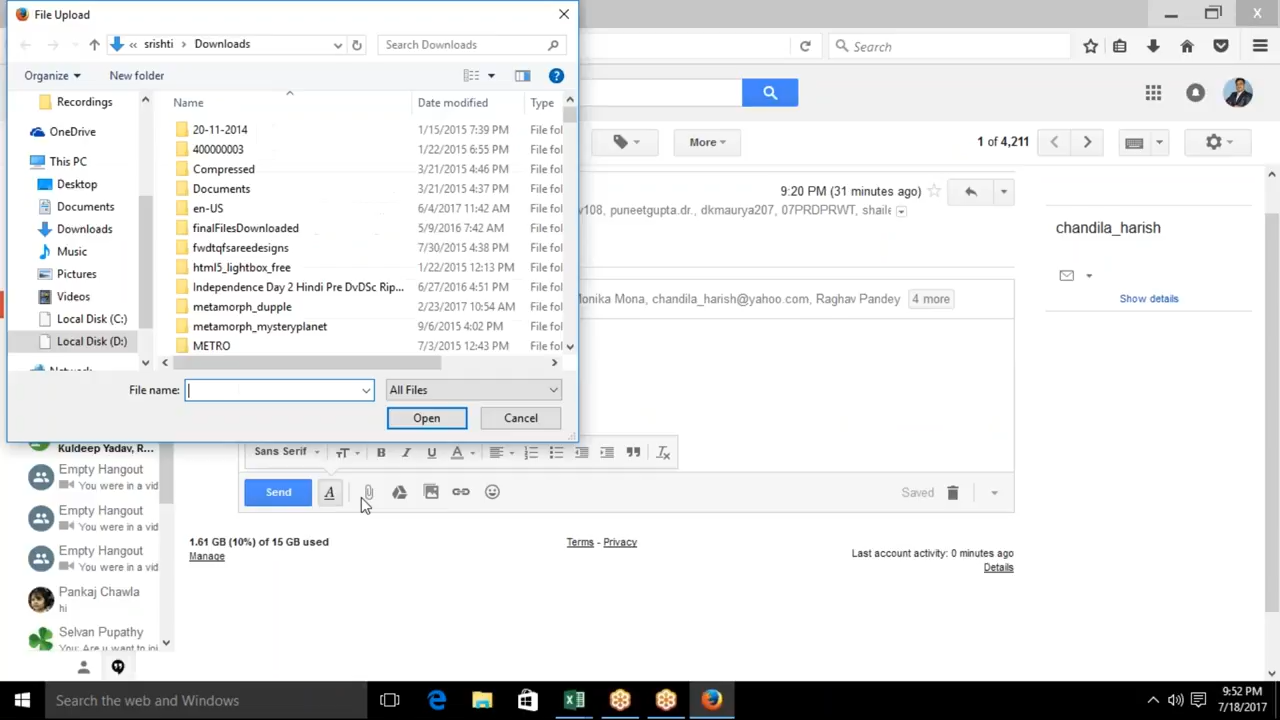 File Upload
srishti
Downloads
Search Downloads
Organize
New folder
Recordings
OneDrive
This PC
Desktop
Documents
Downloads
Music
Pictures
Videos
Local Disk (C:)
Local Disk (D:)
Name
Date modified
Type
20-11-2014 1/15/2015 7:39 PM File fol
400000003 1/22/2015 6:55 PM File fol
Compressed 3/21/2015 4:46 PM File fol
Documents 3/21/2015 4:37 PM File fol
en-US 6/4/2017 11:42 AM File fol
finalFilesDownloaded 5/9/2016 7:42 AM File fol
fwdtqfsareedesigns 7/30/2015 4:38 PM File fol
html5_lightbox_free 1/22/2015 12:13 PM File fol
Independence Day 2 Hindi Pre DvDSc Rip... 6/27/2016 4:51 PM File fol
metamorph_dupple 2/23/2017 10:54 AM File fol
metamorph_mysteryplanet 9/6/2015 4:02 PM File fol
METRO 7/3/2015 12:43 PM File fol
File name:
All Files
Open
Cancel
Search
More
1 of 4,211
9:20 PM (31 minutes ago)
v108, puneetgupta.dr., dkmaurya207, 07PRDPRWT, shaile
Monika Mona, chandila_harish@yahoo.com, Raghav Pandey 4 more
chandila_harish
Show details
Sans Serif
Send
Saved
1.61 GB (10%) of 15 GB used
Manage
Terms - Privacy
Last account activity: 0 minutes ago
Details
Kuldeep Yadav, R...
Empty Hangout
You were in a vid
Empty Hangout
You were in a vid
Empty Hangout
You were in a vid
Pankaj Chawla
hi
Selvan Pupathy
You: Are u want to joi
Search the web and Windows
9:52 PM
7/18/2017